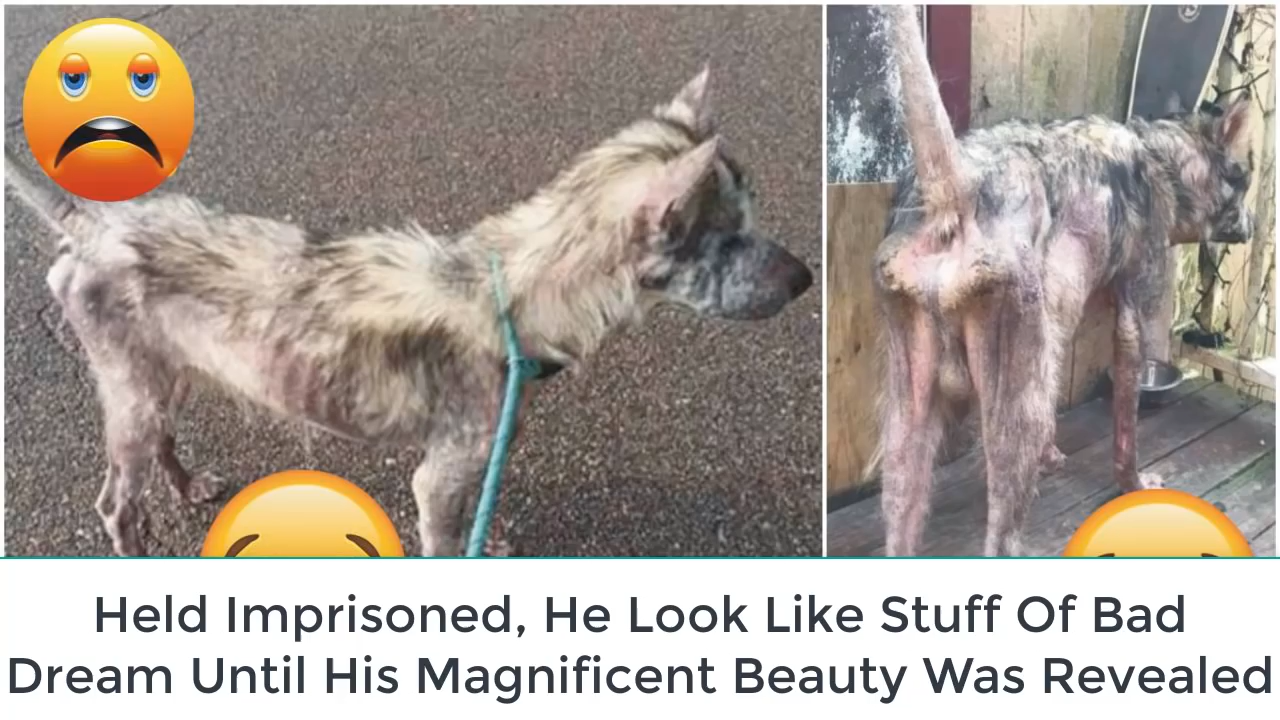 Held Imprisoned, He Look Like Stuff Of Bad
Dream Until His Magnificent Beauty Was Revealed